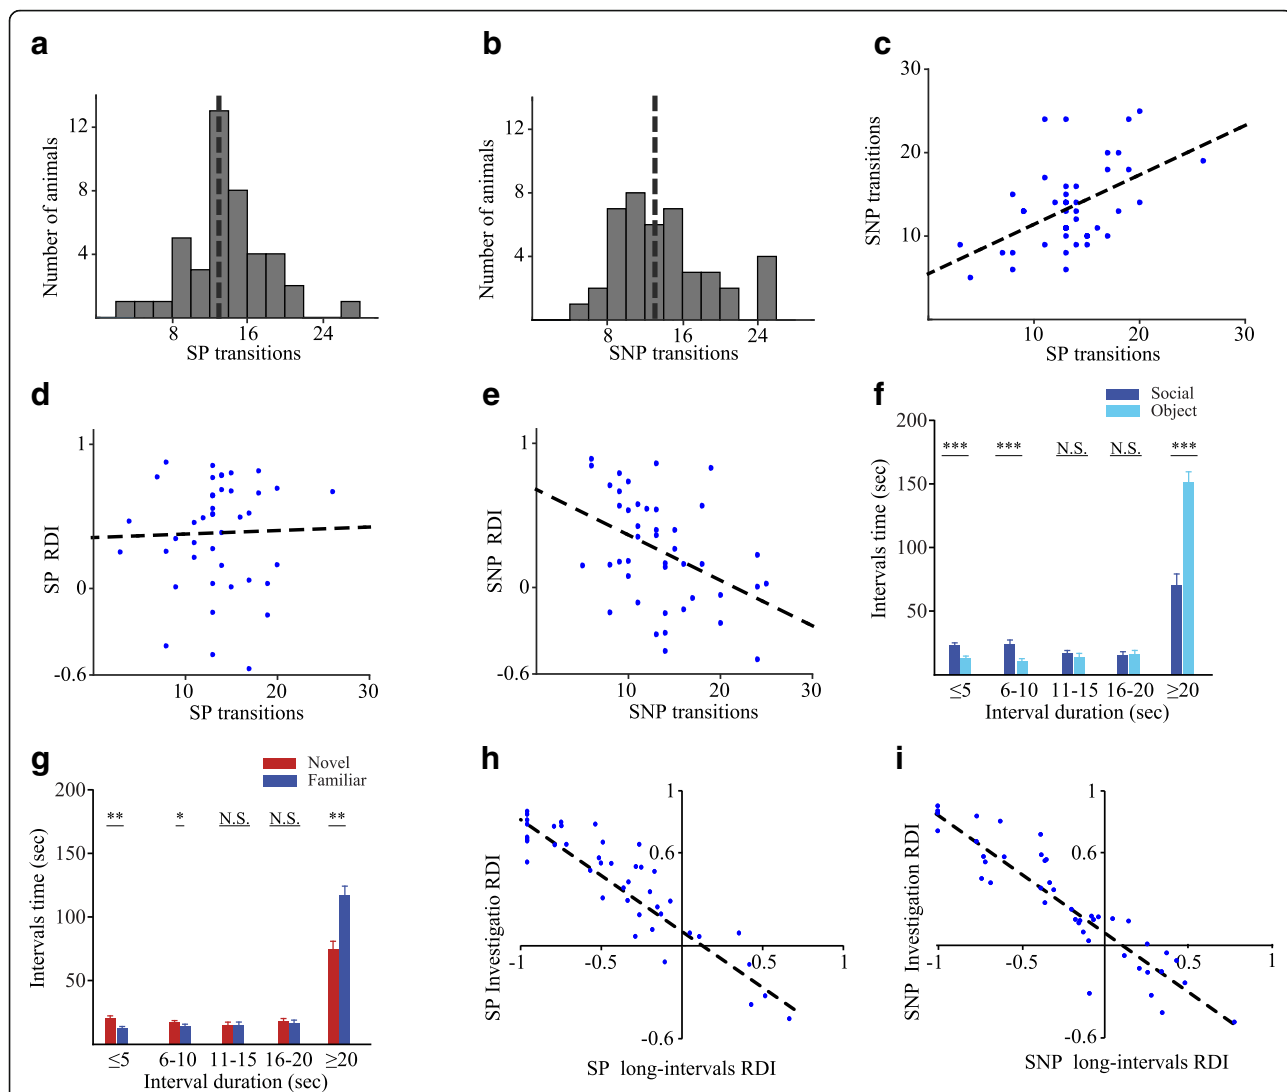 a
Number of animals
12
8
4
8 16 24
SP transitions
b
Number of animals
12
8
4
8 16 24
SNP transitions
c
SNP transitions
30
20
10
10 20 30
SP transitions
d
SP RDI
1
0
-0.6
10 20 30
SP transitions
e
SNP RDI
1
0
-0.6
10 20 30
SNP transitions
f
Social
Object
Intervals time (sec)
200
150
100
50
*** *** N.S. N.S. ***
≤5 6-10 11-15 16-20 ≥20
Interval duration (sec)
g
Novel
Familiar
Intervals time (sec)
200
150
100
50
** * N.S. N.S. **
≤5 6-10 11-15 16-20 ≥20
Interval duration (sec)
h
SP Investigatio RDI
1
0.6
-1 -0.5 0 0.5 1
-0.6
SP long-intervals RDI
i
SNP Investigation RDI
1
0.6
-1 -0.5 0 0.5 1
-0.6
SNP long-intervals RDI